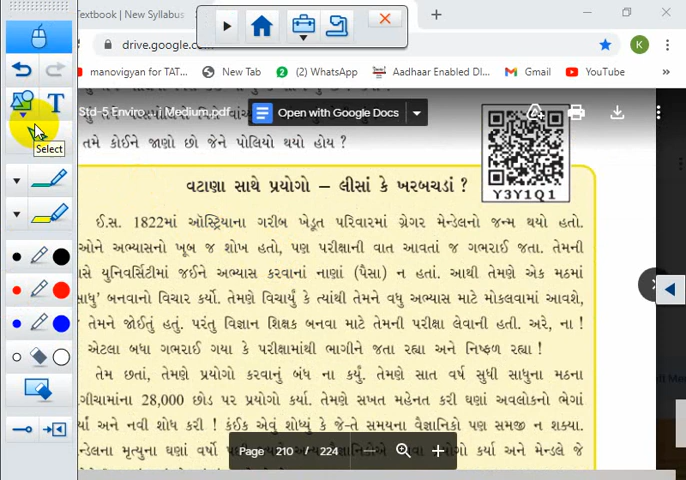 Textbook | New Syllabus
drive.google.com
K
manovigyan for TAT...
New Tab
(2) WhatsApp
Aadhaar Enabled DI...
Gmail
YouTube
Std-5 Enviro... i Medium.pdf
Open with Google Docs
T
Select
તમે કોઈને જાણો છો જેને પોલિયો થયો હોય ?
Y3Y1Q1
વટાણા સાથે પ્રયોગો – લીસાં કે ખરબચડાં ?
ઈ.સ. 1822માં ઑસ્ટ્રિયાના ગરીબ ખેડૂત પરિવારમાં ગ્રેગર મેન્ડેલનો જન્મ થયો હતો.
ઓને અભ્યાસનો ખૂબ જ શોખ હતો, પણ પરીક્ષાની વાત આવતાં જ ગભરાઈ જતા. તેમની
સે યુનિવર્સિટીમાં જઈને અભ્યાસ કરવાનાં નાણાં (પૈસા) ન હતાં. આથી તેમણે એક મઠમાં
સાધુ' બનવાનો વિચાર કર્યો. તેમણે વિચાર્યું કે ત્યાંથી તેમને વધુ અભ્યાસ માટે મોકલવામાં આવશે,
તેમને જોઈતું હતું. પરંતુ વિજ્ઞાન શિક્ષક બનવા માટે તેમની પરીક્ષા લેવાની હતી. અરે, ના !
એટલા બધા ગભરાઈ ગયા કે પરીક્ષામાંથી ભાગીને જતા રહ્યા અને નિષ્ફળ રહ્યા !
તેમ છતાં, તેમણે પ્રયોગો કરવાનું બંધ ના કર્યું. તેમણે સાત વર્ષ સુધી સાધુના મઠના
ગીચામાંના 28,000 છોડ પર પ્રયોગો કર્યા. તેમણે સખત મહેનત કરી ઘણાં અવલોકનો ભેગાં
ર્યાં અને નવી શોધ કરી ! કંઈક એવું શોધ્યું કે જે-તે સમયના વૈજ્ઞાનિકો પણ સમજી ન શક્યા.
ન્ડેલના મૃત્યુના ઘણાં વર્ષો
યોગો કર્યા અને મેન્ડલે જે
Page 210 / 224